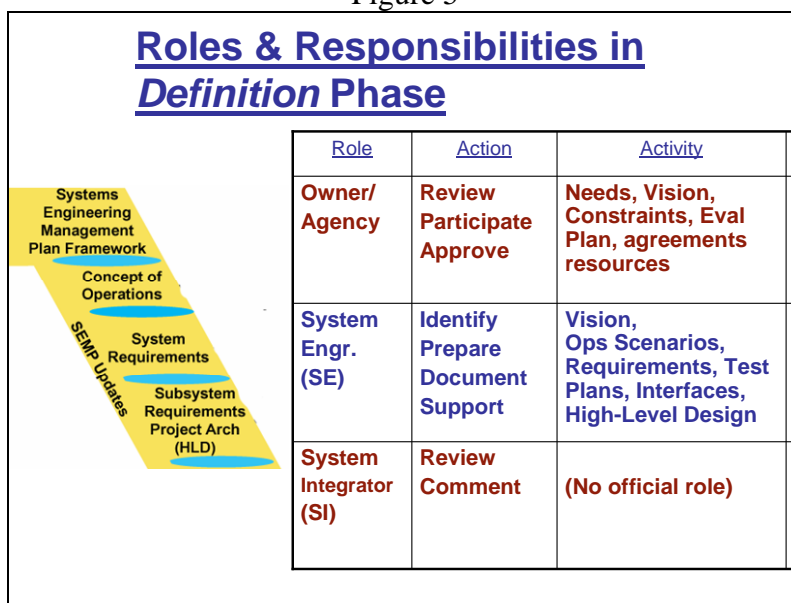 Figure 3
Roles & Responsibilities in
Definition Phase
Systems
Engineering
Management
Plan Framework
Concept of
Operations
System
Requirements
SEMP Updates
Subsystem
Requirements
Project Arch
(HLD)
Role Action Activity
Owner/
Agency
Review
Participate
Approve
Needs, Vision,
Constraints, Eval
Plan, agreements
resources
System
Engr.
(SE)
Identify
Prepare
Document
Support
Vision,
Ops Scenarios,
Requirements, Test
Plans, Interfaces,
High-Level Design
System
Integrator
(SI)
Review
Comment
(No official role)